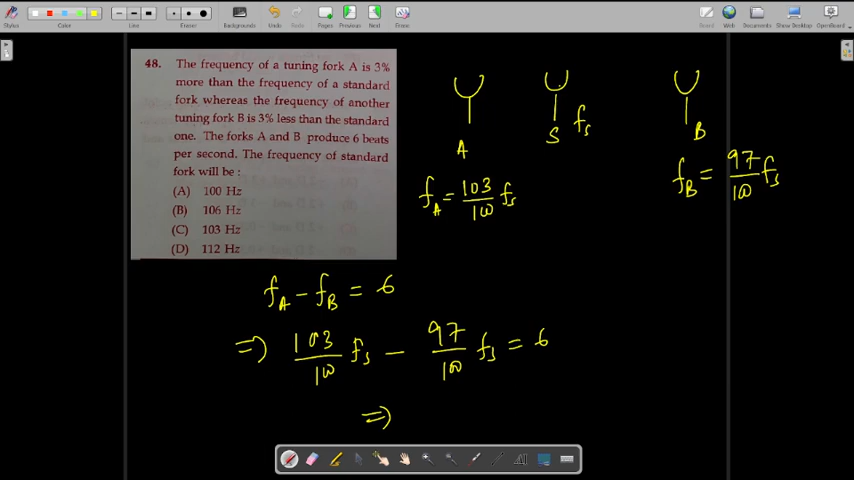 Stylus
Color
Line
Eraser
Backgrounds
Undo
Redo
Pages
Previous
Next
Board
Web
Documents
Show Desktop
OpenBoard
48. The frequency of a tuning fork A is 3%
more than the frequency of a standard
fork whereas the frequency of another
tuning fork B is 3% less than the standard
one. The forks A and B produce 6 beats
per second. The frequency of standard
fork will be :
(A) 100 Hz
(B) 106 Hz
(C) 103 Hz
(D) 112 Hz
A
S fs
B
fA = 103/100 fs
fB = 97/100 fs
fA − fB = 6
⇒ 103/100 fs − 97/100 fs = 6
⇒